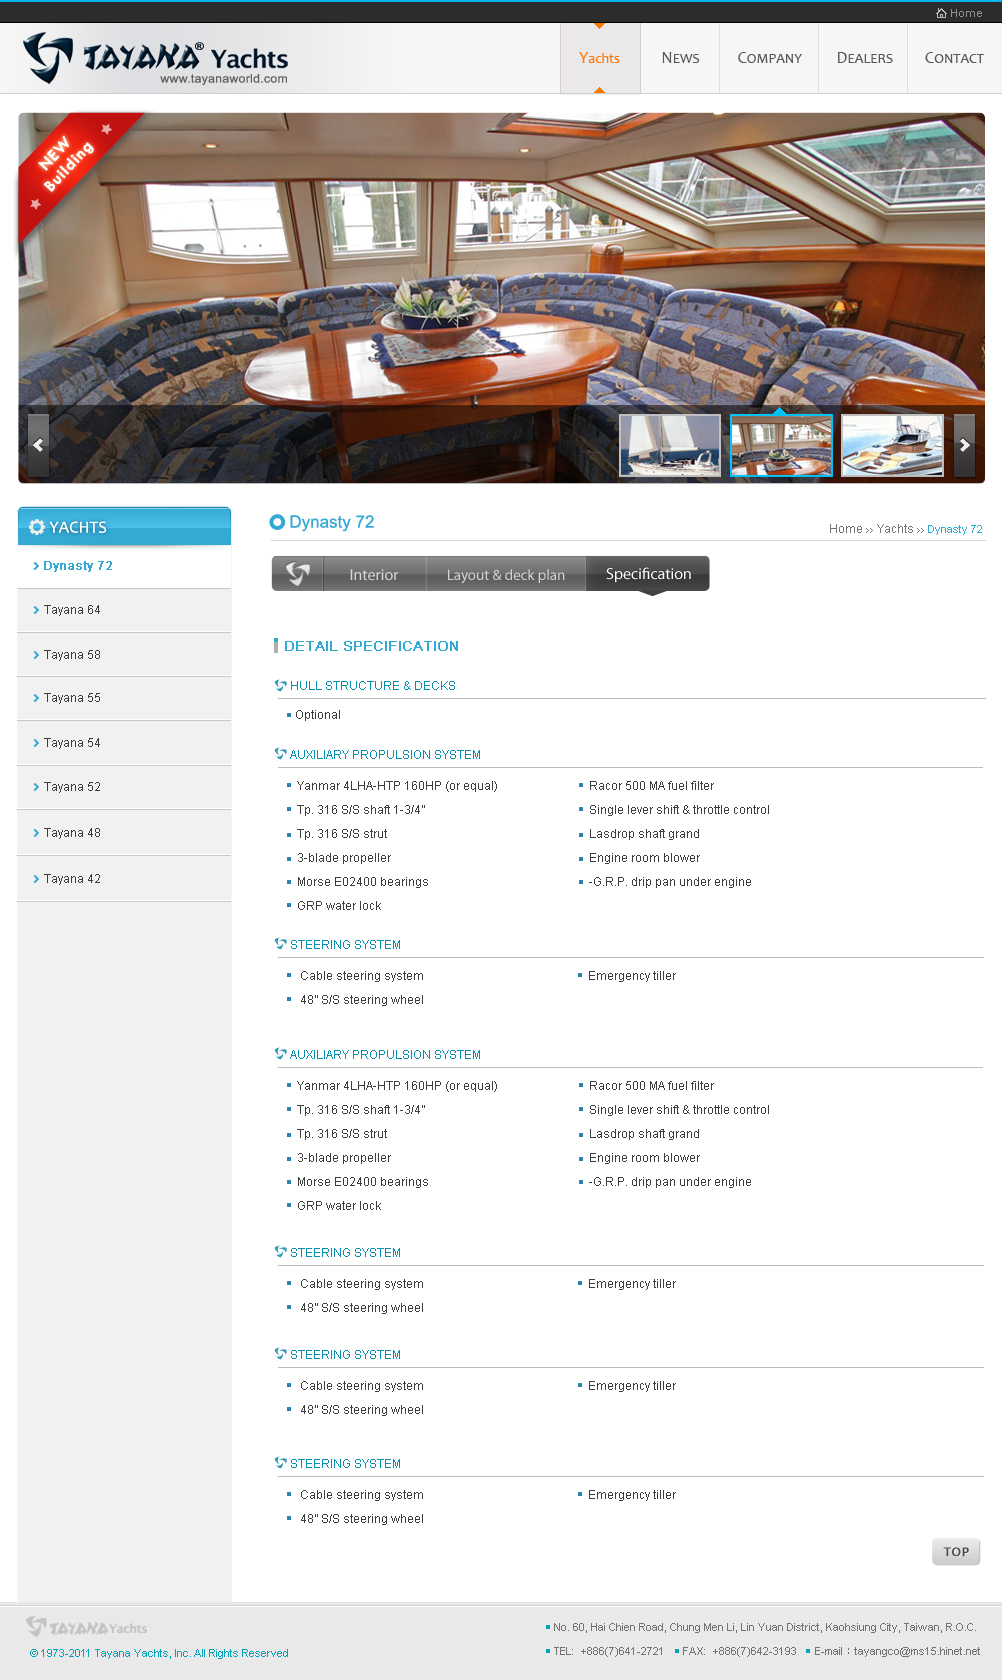 Home
TAYANA® Yachts
www.tayanaworld.com
Yachts
NEWS
COMPANY
DEALERS
CONTACT
NEW
Building
YACHTS
Dynasty 72
Tayana 64
Tayana 58
Tayana 55
Tayana 54
Tayana 52
Tayana 48
Tayana 42
Dynasty 72
Home >> Yachts >> Dynasty 72
Interior
Layout & deck plan
Specification
DETAIL SPECIFICATION
HULL STRUCTURE & DECKS
Optional
AUXILIARY PROPULSION SYSTEM
Yanmar 4LHA-HTP 160HP (or equal)
Racor 500 MA fuel filter
Tp. 316 S/S shaft 1-3/4"
Single lever shift & throttle control
Tp. 316 S/S strut
Lasdrop shaft grand
3-blade propeller
Engine room blower
Morse E02400 bearings
-G.R.P. drip pan under engine
GRP water lock
STEERING SYSTEM
Cable steering system
Emergency tiller
48" S/S steering wheel
AUXILIARY PROPULSION SYSTEM
Yanmar 4LHA-HTP 160HP (or equal)
Racor 500 MA fuel filter
Tp. 316 S/S shaft 1-3/4"
Single lever shift & throttle control
Tp. 316 S/S strut
Lasdrop shaft grand
3-blade propeller
Engine room blower
Morse E02400 bearings
-G.R.P. drip pan under engine
GRP water lock
STEERING SYSTEM
Cable steering system
Emergency tiller
48" S/S steering wheel
STEERING SYSTEM
Cable steering system
Emergency tiller
48" S/S steering wheel
STEERING SYSTEM
Cable steering system
Emergency tiller
48" S/S steering wheel
TOP
TAYANA Yachts
© 1973-2011 Tayana Yachts, Inc. All Rights Reserved
No. 60, Hai Chien Road, Chung Men Li, Lin Yuan District, Kaohsiung City, Taiwan, R.O.C.
TEL: +886(7)641-2721 FAX: +886(7)642-3193 E-mail：tayangco@ms15.hinet.net